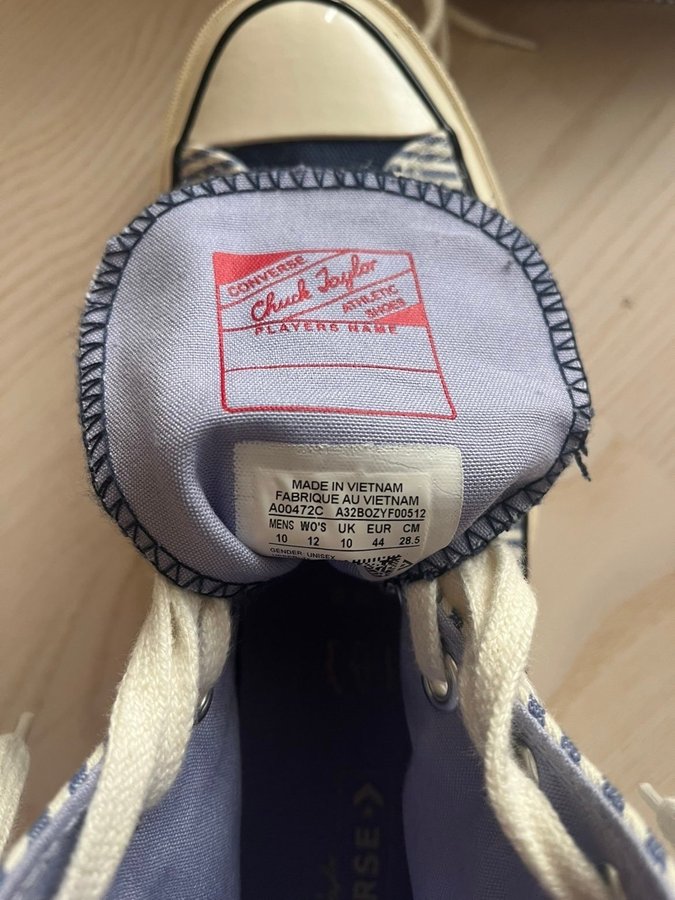 CONVERSE
Chuck Taylor
ATHLETIC
SHOES
PLAYERS NAME
MADE IN VIETNAM
FABRIQUE AU VIETNAM
A00472C A32BOZYF00512
MENS WO'S UK EUR CM
10 12 10 44 28.5
GENDER UNISEX
RSE